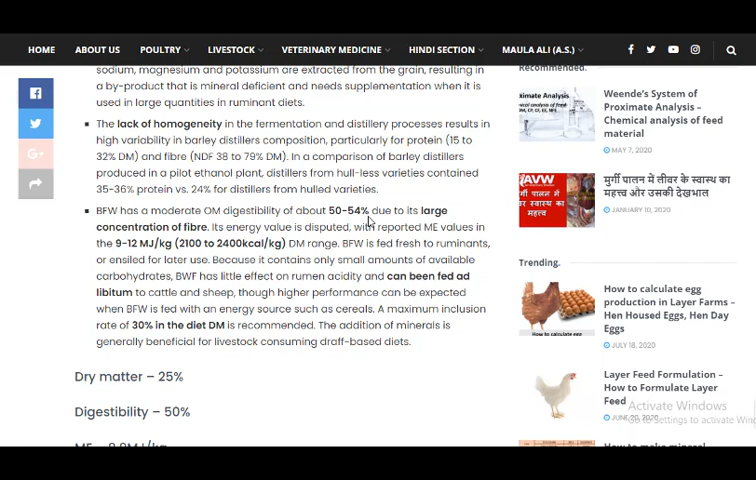 HOME ABOUT US POULTRY LIVESTOCK VETERINARY MEDICINE HINDI SECTION MAULA ALI (A.S.)
sodium, magnesium and potassium are extracted from the grain, resulting in
a by-product that is mineral deficient and needs supplementation when it is
used in large quantities in ruminant diets.
The lack of homogeneity in the fermentation and distillery processes results in
high variability in barley distillers composition, particularly for protein (15 to
32% DM) and fibre (NDF 38 to 79% DM). In a comparison of barley distillers
produced in a pilot ethanol plant, distillers from hull-less varieties contained
35-36% protein vs. 24% for distillers from hulled varieties.
BFW has a moderate OM digestibility of about 50-54% due to its large
concentration of fibre. Its energy value is disputed, with reported ME values in
the 9-12 MJ/kg (2100 to 2400kcal/kg) DM range. BFW is fed fresh to ruminants,
or ensiled for later use. Because it contains only small amounts of available
carbohydrates, BWF has little effect on rumen acidity and can been fed ad
libitum to cattle and sheep, though higher performance can be expected
when BFW is fed with an energy source such as cereals. A maximum inclusion
rate of 30% in the diet DM is recommended. The addition of minerals is
generally beneficial for livestock consuming draff-based diets.
Dry matter – 25%
Digestibility – 50%
Recommended.
Weende's System of
Proximate Analysis –
Chemical analysis of feed
material
MAY 7, 2020
मुर्गी पालन में लीवर के स्वास्थ का
महत्त्व और उसकी देखभाल
JANUARY 10, 2020
Trending.
How to calculate egg
production in Layer Farms –
Hen Housed Eggs, Hen Day
Eggs
JULY 18, 2020
How to calculate egg
Layer Feed Formulation –
How to Formulate Layer
Feed
JUNE 20, 2020
Activate Windows
Go to Settings to activate Win